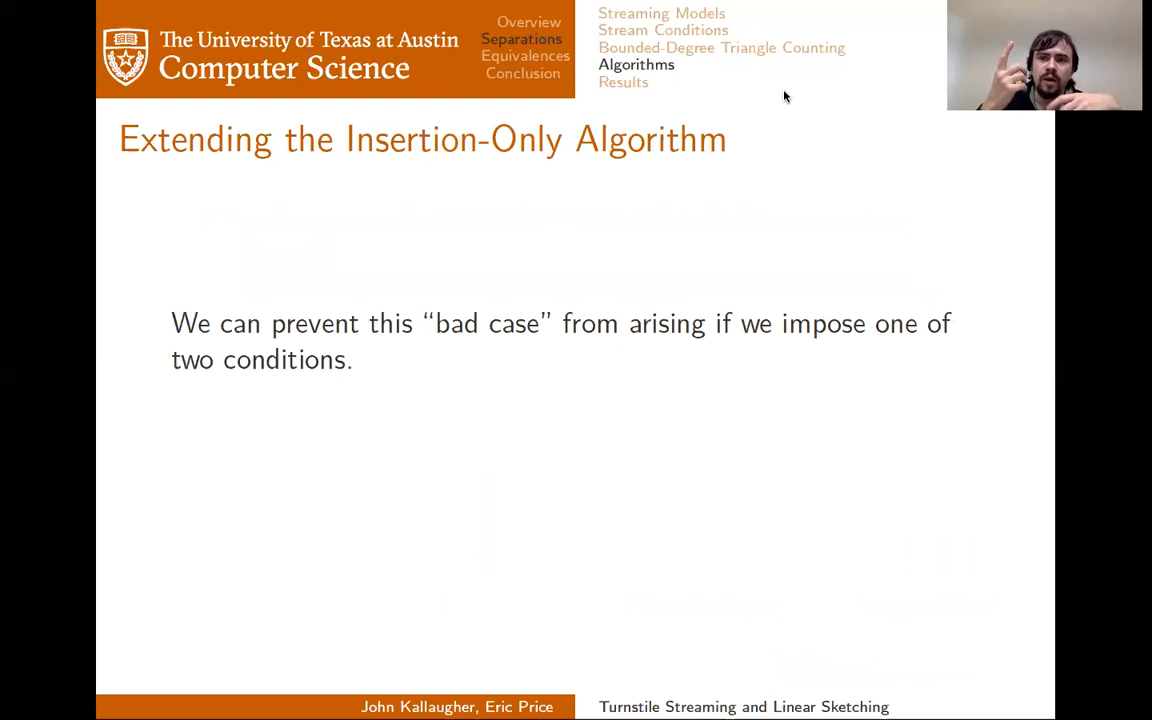 The University of Texas at Austin
Computer Science
Overview
Separations
Equivalences
Conclusion
Streaming Models
Stream Conditions
Bounded-Degree Triangle Counting
Algorithms
Results
Extending the Insertion-Only Algorithm
We can prevent this “bad case” from arising if we impose one of
two conditions.
John Kallaugher, Eric Price
Turnstile Streaming and Linear Sketching